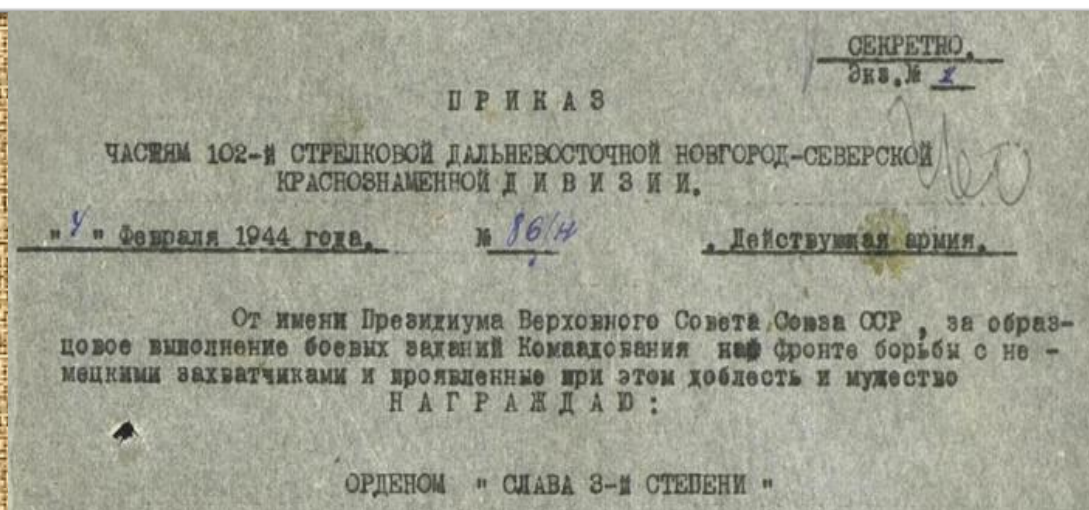 СЕКРЕТНО.
Экз.№ 1
ПРИКАЗ
ЧАСТЯМ 102-Й СТРЕЛКОВОЙ ДАЛЬНЕВОСТОЧНОЙ НОВГОРОД-СЕВЕРСКОЙ
КРАСНОЗНАМЕННОЙ ДИВИЗИИ.
"4" Февраля 1944 года. № 86/н . Действующая армия.
От имени Президиума Верховного Совета Союза ССР , за образ-
цовое выполнение боевых заданий Командования на фронте борьбы с не -
мецкими захватчиками и проявленные при этом доблесть и мужество
НАГРАЖДАЮ:
ОРДЕНОМ " СЛАВА 3-Й СТЕПЕНИ "